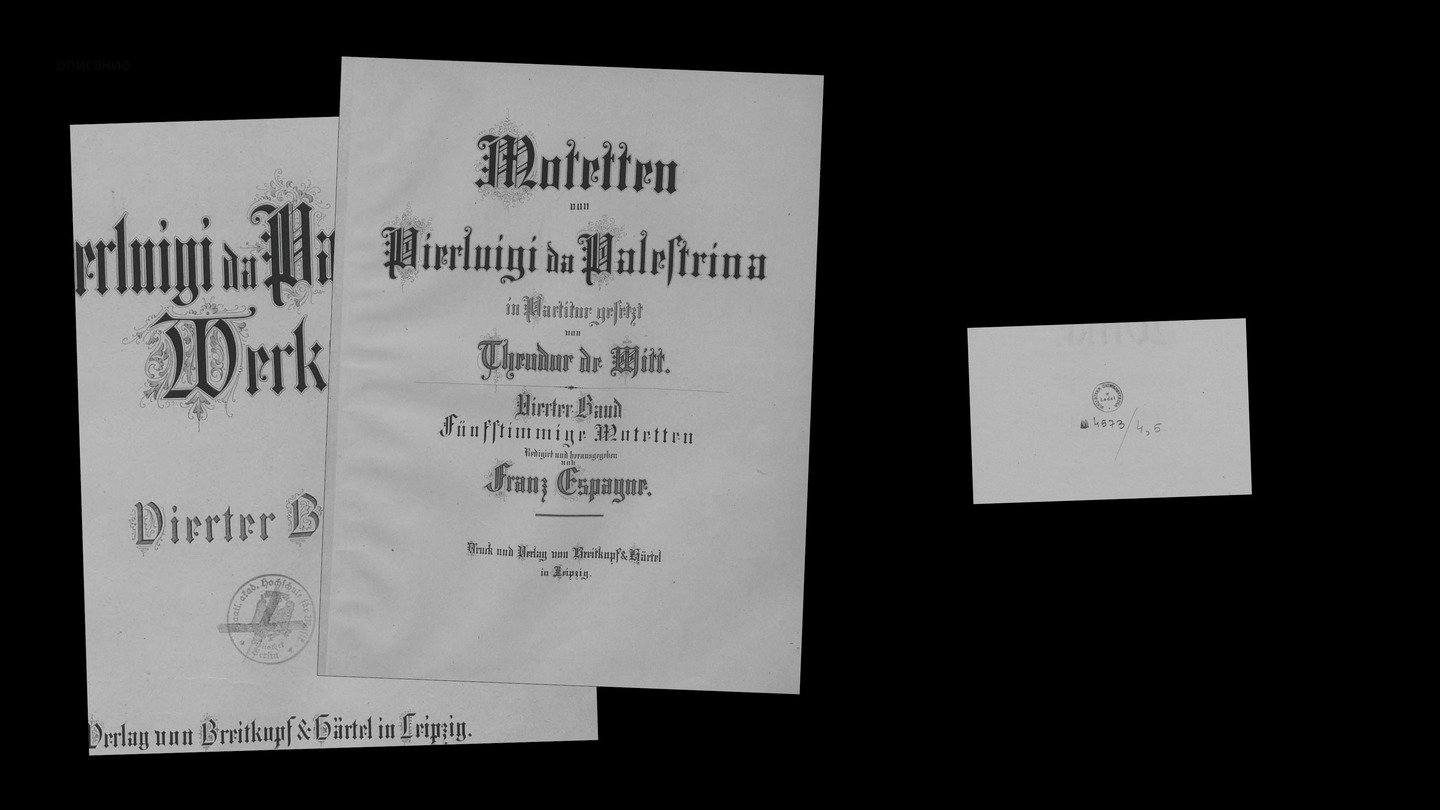 описание
erluigi da Pa
Werk
Vierter B
Verlag von Breitkopf & Härtel in Leipzig.
Motetten
von
Pierluigi da Palestrina
in Partitur gesetzt
von
Theodor de Witt.
Vierter Band
Fünfstimmige Motetten
Redigirt und herausgegeben
von
Franz Espagne.
Druck und Verlag von Breitkopf & Härtel
in Leipzig.
4573/4,5